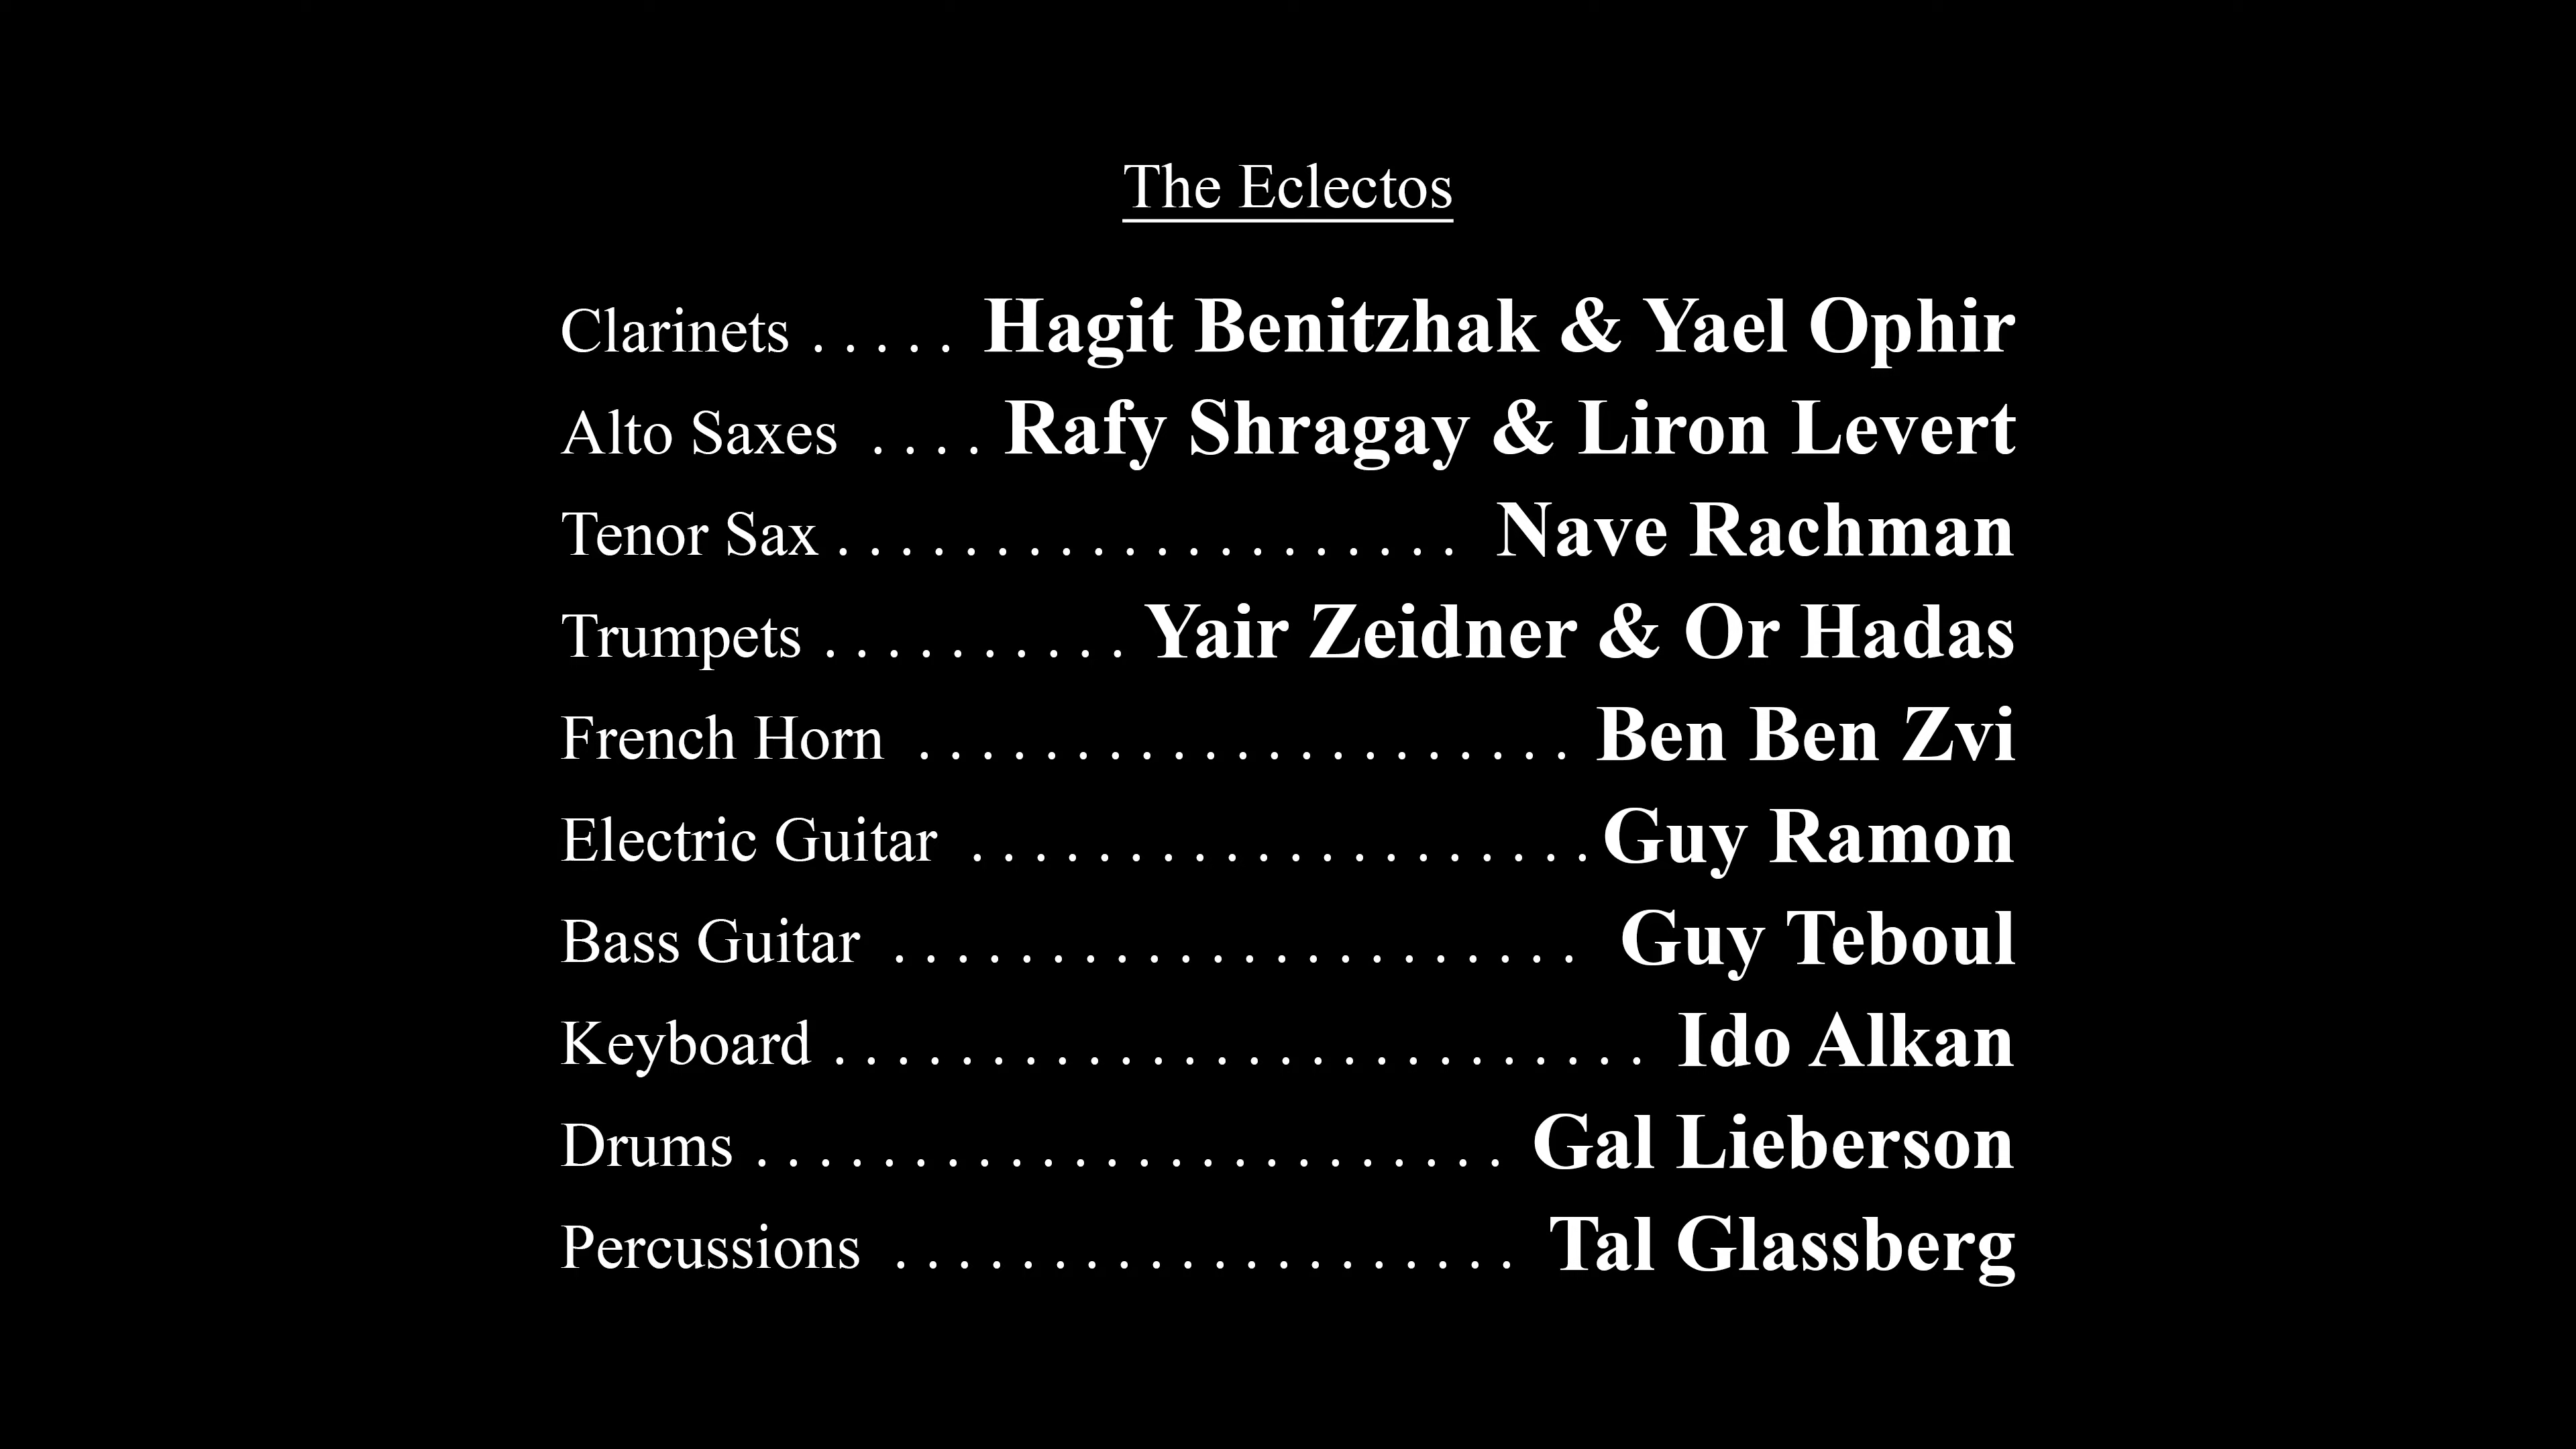 The Eclectos
Clarinets . . . . . Hagit Benitzhak & Yael Ophir
Alto Saxes . . . . Rafy Shragay & Liron Levert
Tenor Sax . . . . . . . . . . . . . . . . . . . . Nave Rachman
Trumpets . . . . . . . . . . Yair Zeidner & Or Hadas
French Horn . . . . . . . . . . . . . . . . . . . . . Ben Ben Zvi
Electric Guitar . . . . . . . . . . . . . . . . . . . . Guy Ramon
Bass Guitar . . . . . . . . . . . . . . . . . . . . . . Guy Teboul
Keyboard . . . . . . . . . . . . . . . . . . . . . . . . . . Ido Alkan
Drums . . . . . . . . . . . . . . . . . . . . . . . . Gal Lieberson
Percussions . . . . . . . . . . . . . . . . . . . . Tal Glassberg